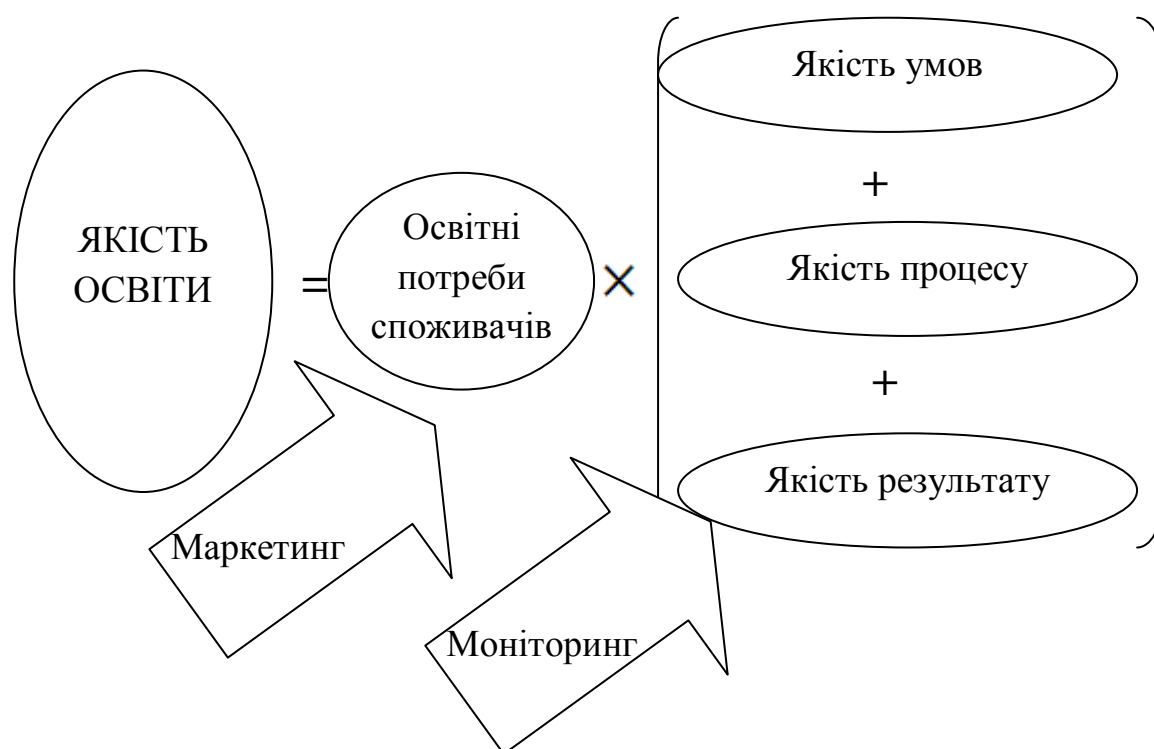 ЯКІСТЬ
ОСВІТИ
=
Освітні
потреби
споживачів
×
Якість умов
+
Якість процесу
+
Якість результату
Маркетинг
Моніторинг